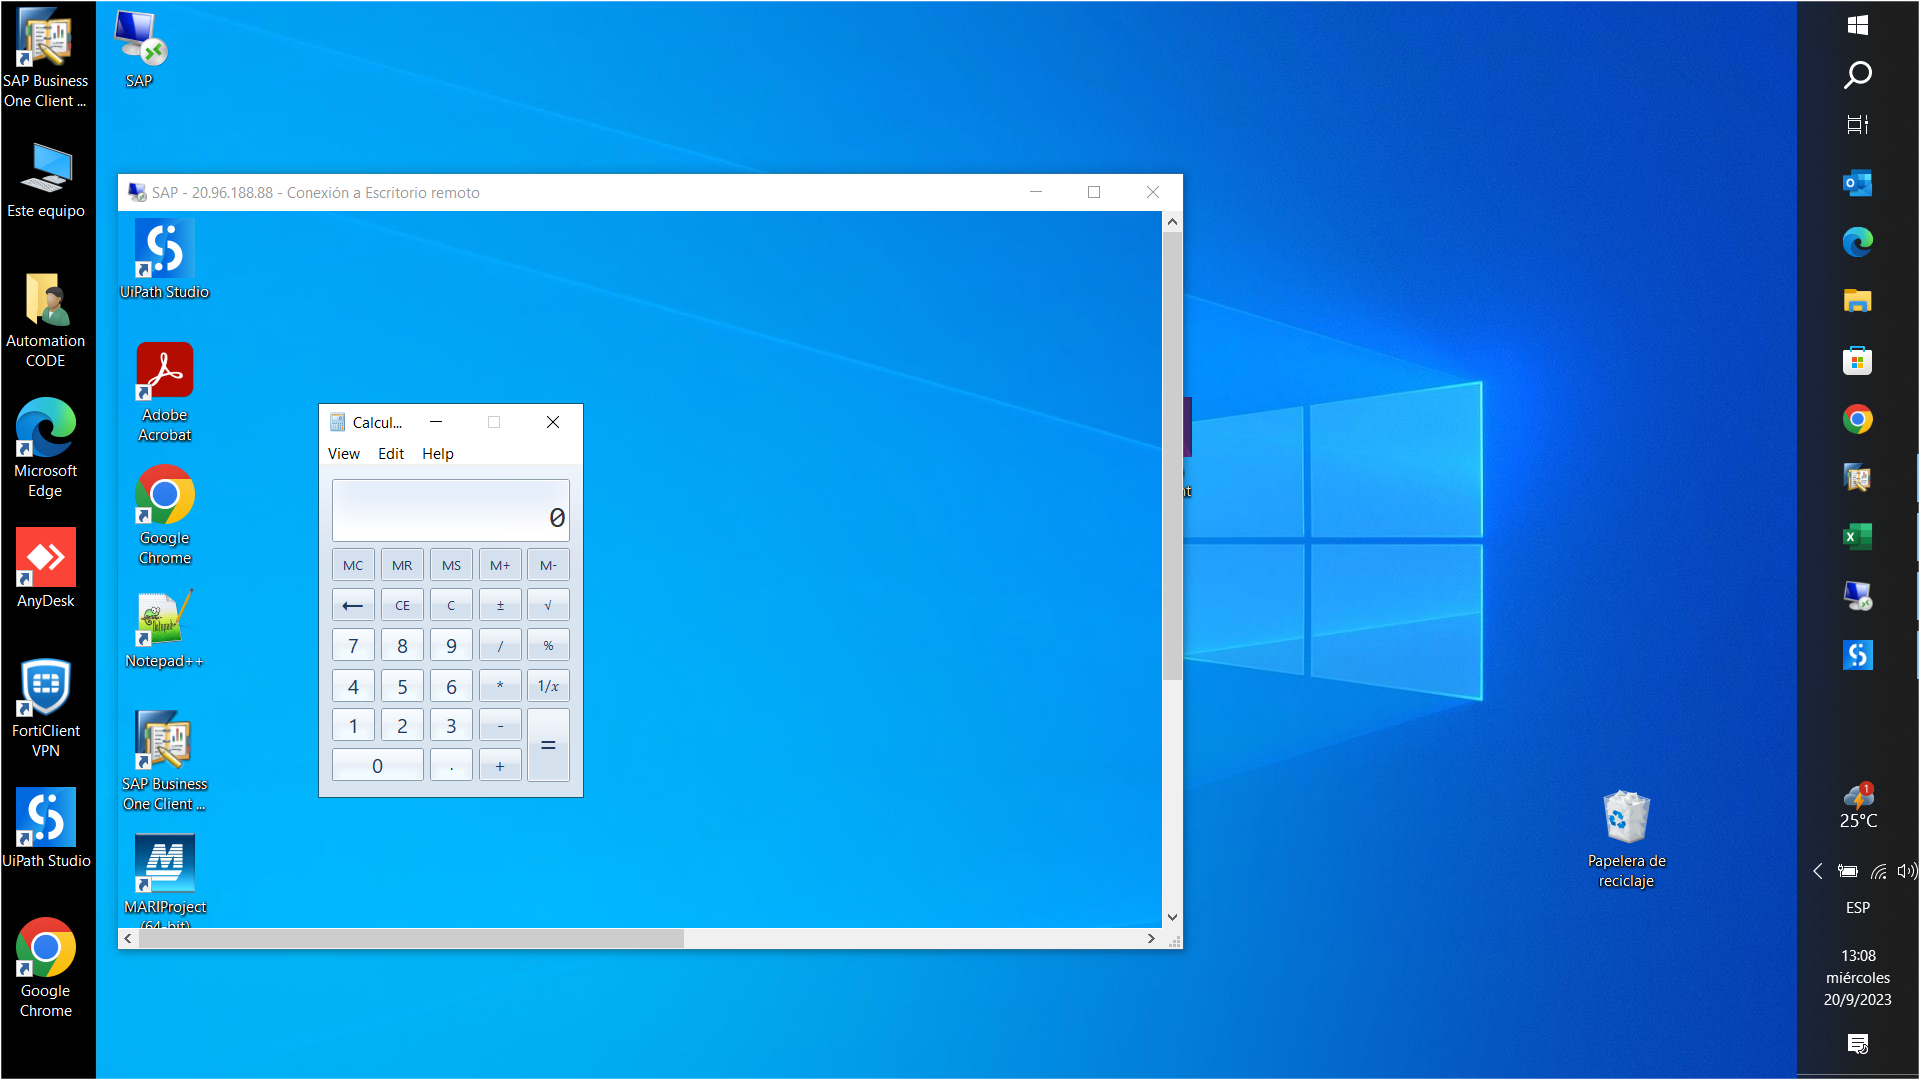 SAP Business
One Client ...
Este equipo
Automation
CODE
Microsoft
Edge
AnyDesk
FortiClient
VPN
UiPath Studio
Google
Chrome
SAP
SAP - 20.96.188.88 - Conexión a Escritorio remoto
UiPath Studio
Adobe
Acrobat
Google
Chrome
Notepad++
SAP Business
One Client ...
MARIProject
(64-bit)
Calcul...
View Edit Help
0
MC MR MS M+ M-
← CE C ± √
7 8 9 / %
4 5 6 * 1/x
1 2 3 - =
0 . +
nt
Papelera de
reciclaje
1
25°C
ESP
13:08
miércoles
20/9/2023